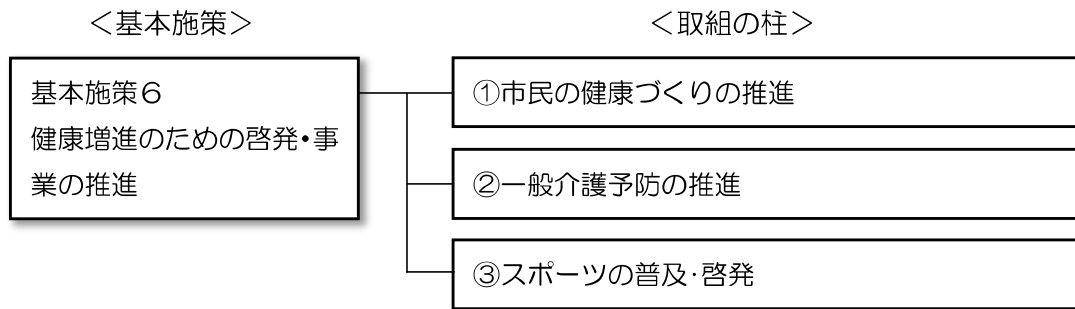 ＜基本施策＞
＜取組の柱＞
基本施策６
健康増進のための啓発・事
業の推進
①市民の健康づくりの推進
②一般介護予防の推進
③スポーツの普及・啓発